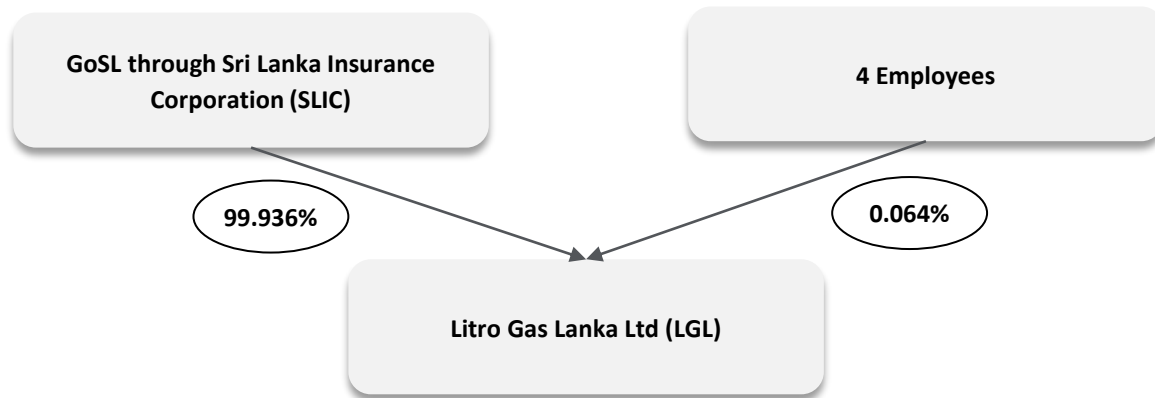 GoSL through Sri Lanka Insurance
Corporation (SLIC)
4 Employees
99.936%
0.064%
Litro Gas Lanka Ltd (LGL)